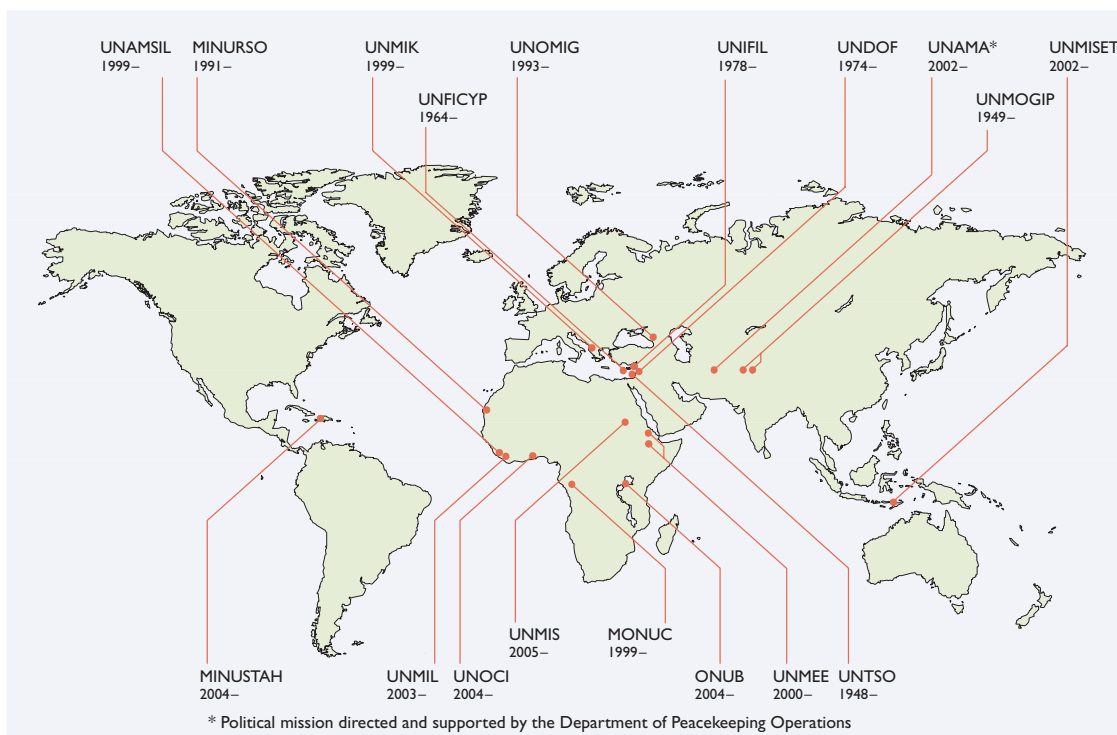 UNAMSIL
1999–
MINURSO
1991–
UNMIK
1999–
UNOMIG
1993–
UNIFIL
1978–
UNDOF
1974–
UNAMA*
2002–
UNMISET
2002–
UNFICYP
1964–
UNMOGIP
1949–
UNMIS
2005–
MONUC
1999–
MINUSTAH
2004–
UNMIL
2003–
UNOCI
2004–
ONUB
2004–
UNMEE
2000–
UNTSO
1948–
* Political mission directed and supported by the Department of Peacekeeping Operations